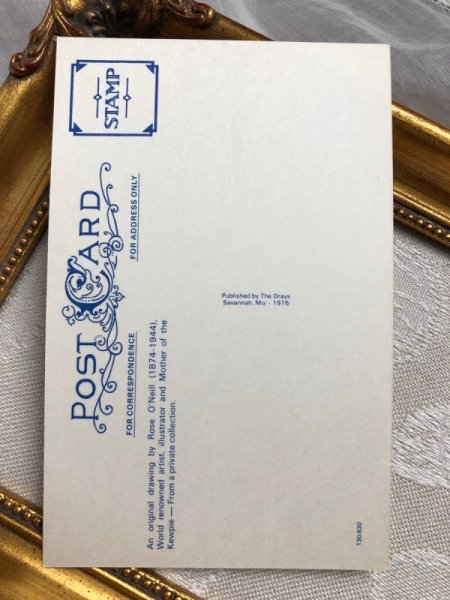 STAMP
POST CARD
FOR CORRESPONDENCE
FOR ADDRESS ONLY
An original drawing by Rose O'Neill (1874-1944),
World renowned artist, illustrator and Mother of the
Kewpie — From a private collection.
Published by The Drays
Savannah, Mo. - 1976
130,630